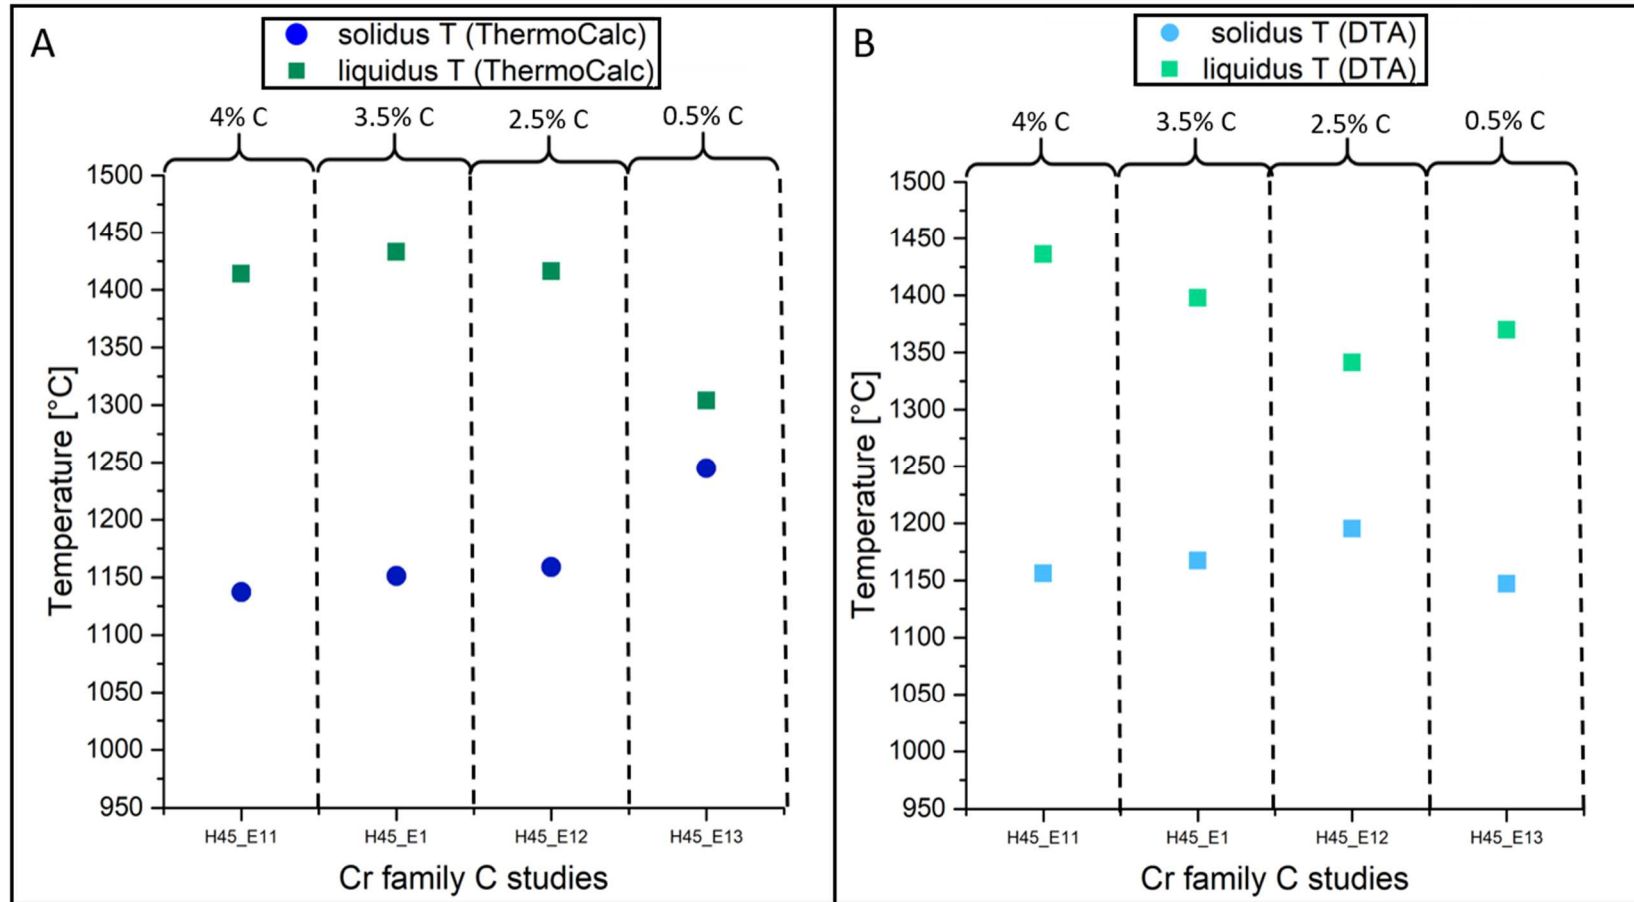 A
solidus T (ThermoCalc)
liquidus T (ThermoCalc)
4% C
3.5% C
2.5% C
0.5% C
1500
1450
1400
1350
1300
1250
1200
1150
1100
1050
1000
950
Temperature [°C]
H45_E11
H45_E1
H45_E12
H45_E13
Cr family C studies
B
solidus T (DTA)
liquidus T (DTA)
4% C
3.5% C
2.5% C
0.5% C
1500
1450
1400
1350
1300
1250
1200
1150
1100
1050
1000
950
Temperature [°C]
H45_E11
H45_E1
H45_E12
H45_E13
Cr family C studies